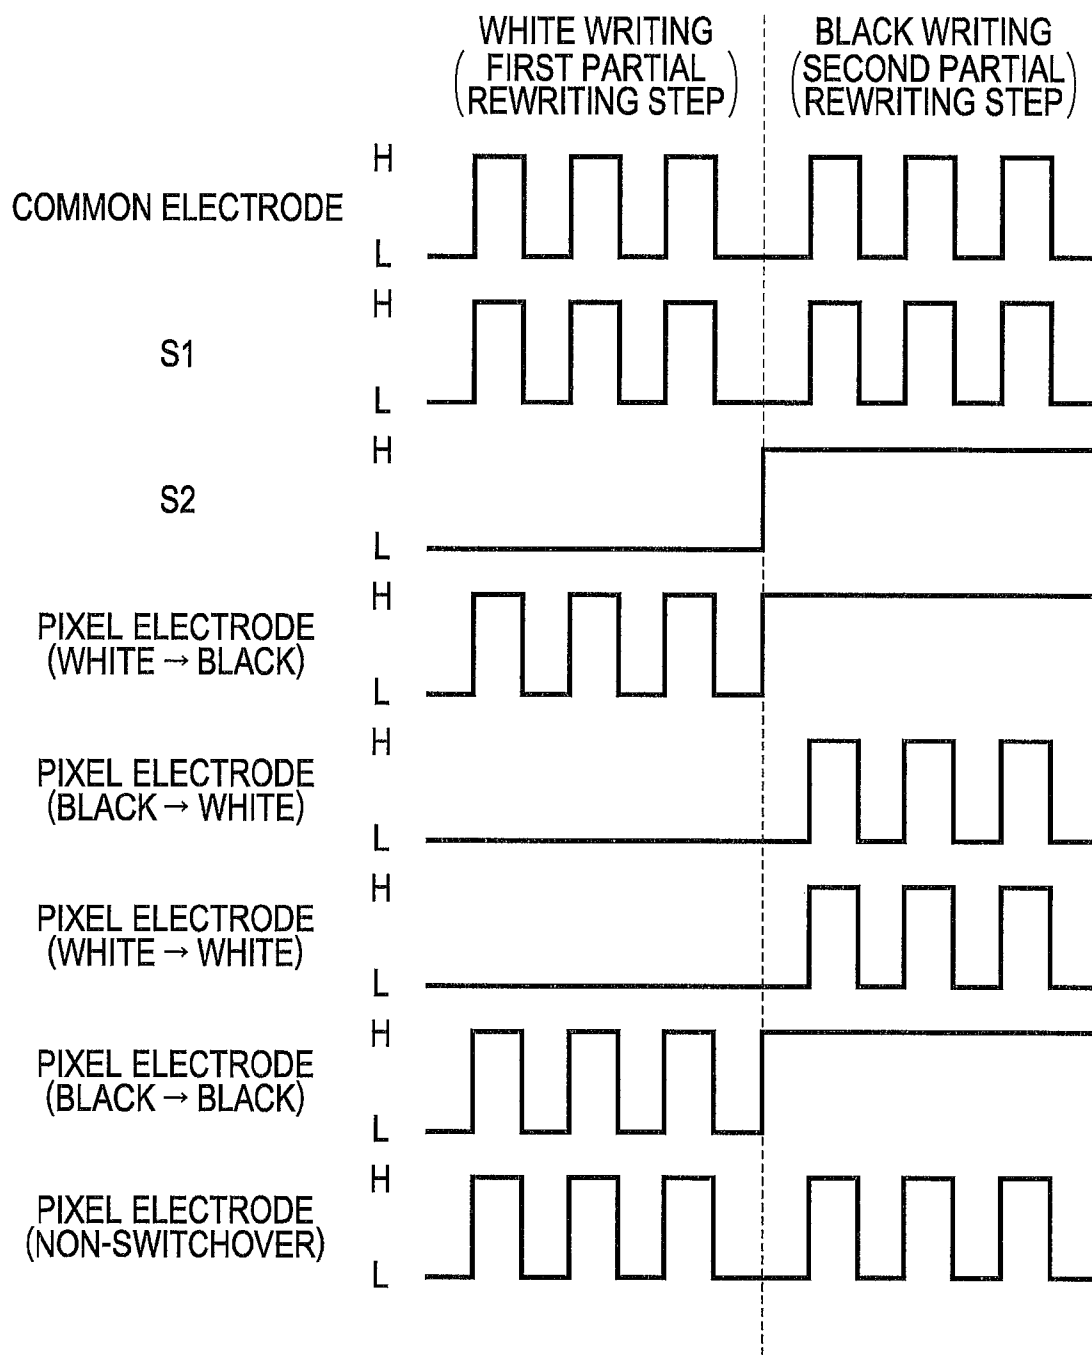 WHITE WRITING
(FIRST PARTIAL
REWRITING STEP)
BLACK WRITING
(SECOND PARTIAL
REWRITING STEP)
COMMON ELECTRODE
H
L
S1
H
L
S2
H
L
PIXEL ELECTRODE
(WHITE → BLACK)
H
L
PIXEL ELECTRODE
(BLACK → WHITE)
H
L
PIXEL ELECTRODE
(WHITE → WHITE)
H
L
PIXEL ELECTRODE
(BLACK → BLACK)
H
L
PIXEL ELECTRODE
(NON-SWITCHOVER)
H
L